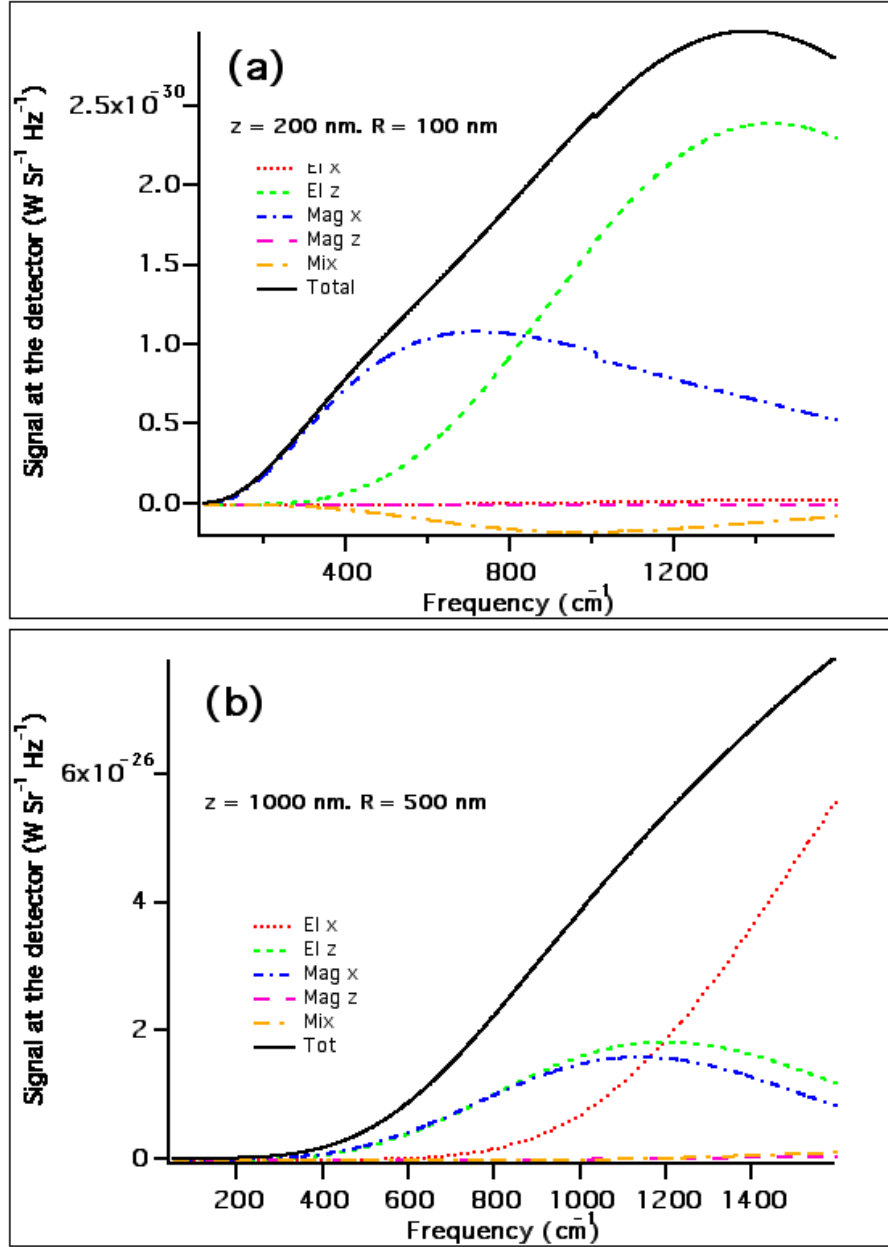 (a)
z = 200 nm. R = 100 nm
El x
El z
Mag x
Mag z
Mix
Total
2.5x10⁻³⁰
2.0
1.5
1.0
0.5
0.0
Signal at the detector (W Sr⁻¹ Hz⁻¹)
400 800 1200
Frequency (cm⁻¹)
(b)
z = 1000 nm. R = 500 nm
El x
El z
Mag x
Mag z
Mix
Tot
6x10⁻²⁶
4
2
0
Signal at the detector (W Sr⁻¹ Hz⁻¹)
200 400 600 800 1000 1200 1400
Frequency (cm⁻¹)